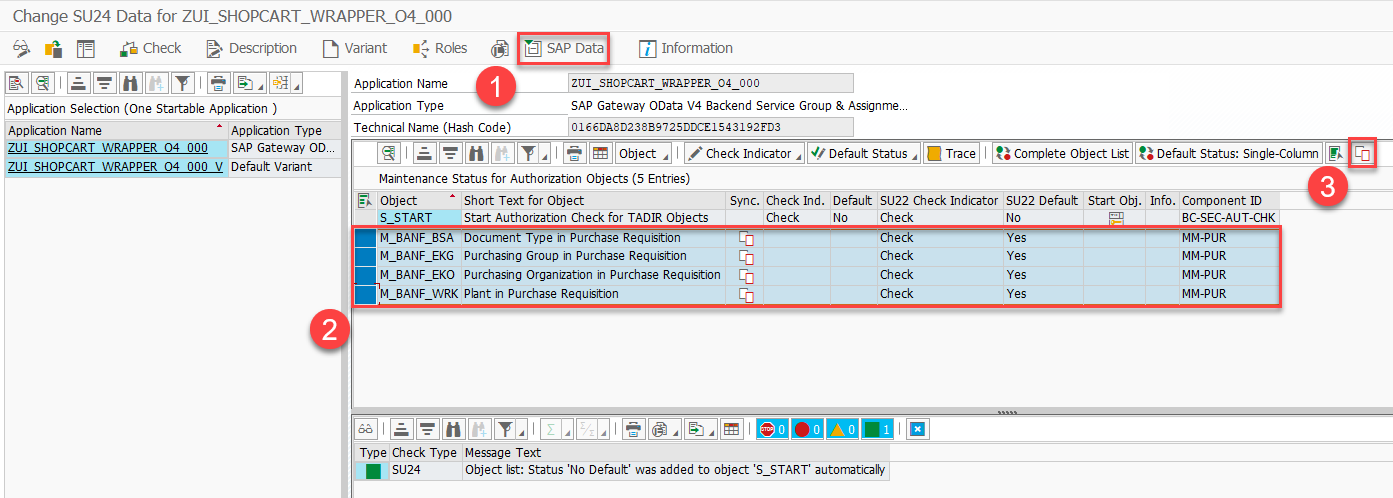 Change SU24 Data for ZUI_SHOPCART_WRAPPER_O4_000
Check Description Variant Roles SAP Data Information
1
Application Name ZUI_SHOPCART_WRAPPER_O4_000
Application Type SAP Gateway OData V4 Backend Service Group & Assignme...
Technical Name (Hash Code) 0166DA8D238B9725DDCE1543192FD3
Application Selection (One Startable Application )
Application Name Application Type
ZUI_SHOPCART_WRAPPER_O4_000 SAP Gateway OD...
ZUI_SHOPCART_WRAPPER_O4_000_V Default Variant
Object Check Indicator Default Status Trace Complete Object List Default Status: Single-Column
3
Maintenance Status for Authorization Objects (5 Entries)
Object Short Text for Object Sync. Check Ind. Default SU22 Check Indicator SU22 Default Start Obj. Info. Component ID
S_START Start Authorization Check for TADIR Objects Check No Check No BC-SEC-AUT-CHK
M_BANF_BSA Document Type in Purchase Requisition Check Yes MM-PUR
M_BANF_EKG Purchasing Group in Purchase Requisition Check Yes MM-PUR
M_BANF_EKO Purchasing Organization in Purchase Requisition Check Yes MM-PUR
M_BANF_WRK Plant in Purchase Requisition Check Yes MM-PUR
2
STOP 0 0 0 1
Type Check Type Message Text
SU24 Object list: Status 'No Default' was added to object 'S_START' automatically